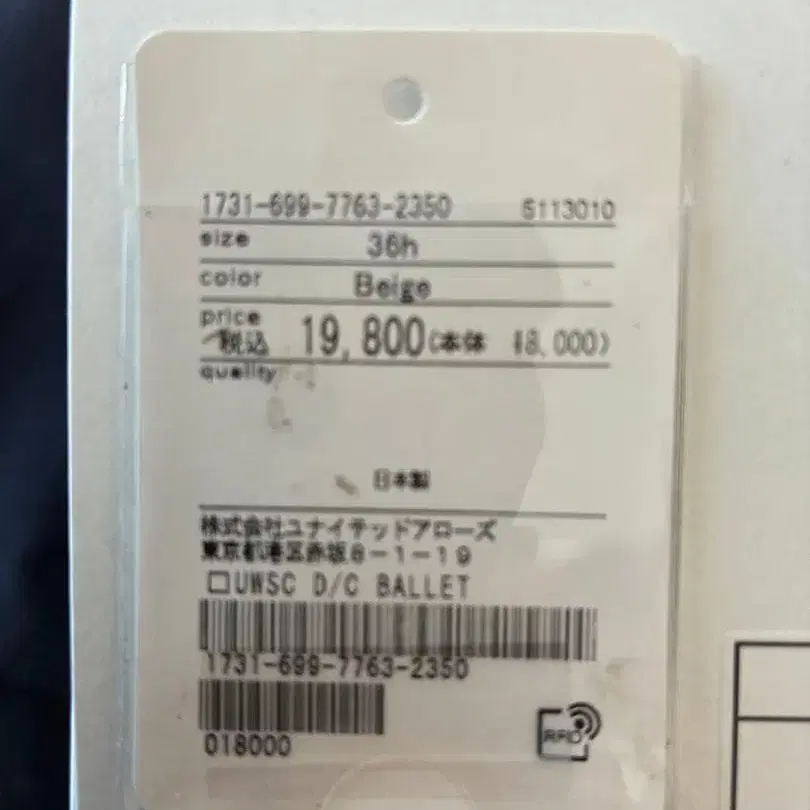 1731-699-7763-2350 5113010
size 36h
color Beige
price
税込 19,800(本体 18,000)
quality
日本製
株式会社ユナイテッドアローズ
東京都港区赤坂8-1-19
□UWSC D/C BALLET
1731-699-7763-2350
018000
RFID